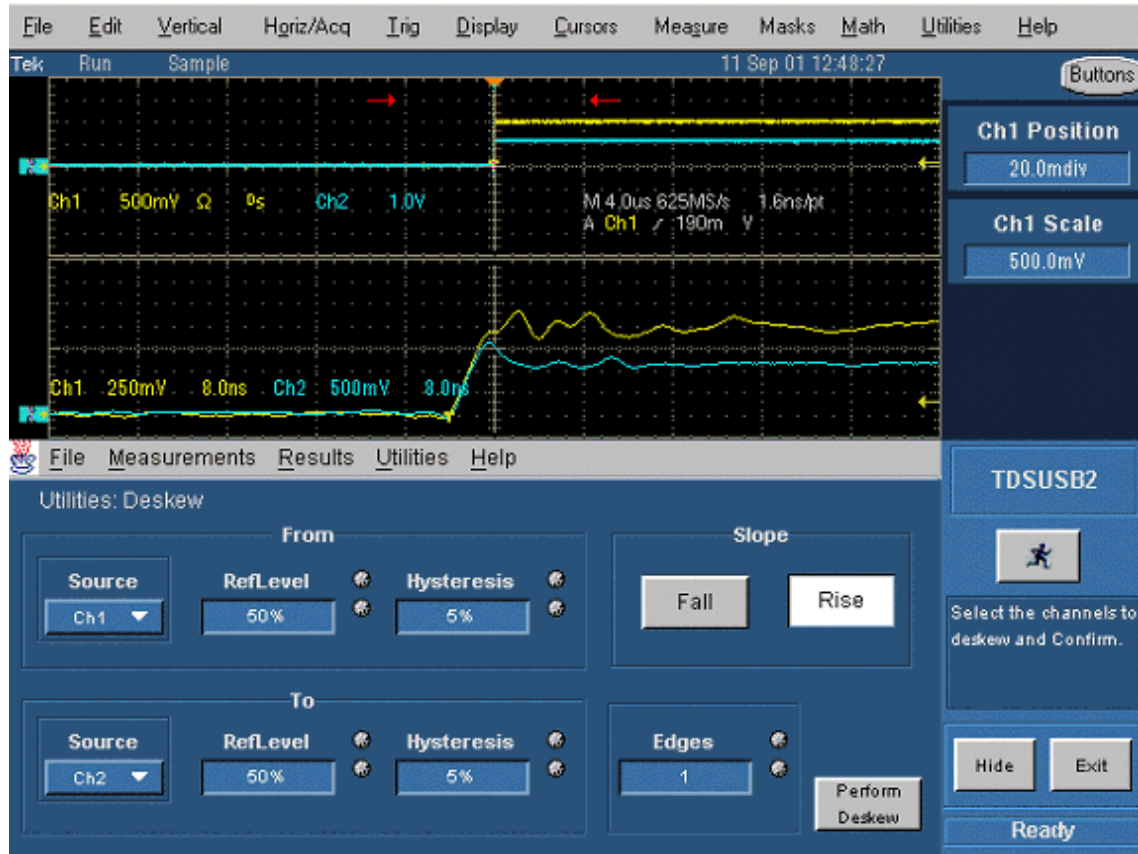 File Edit Vertical Horiz/Acq Trig Display Cursors Measure Masks Math Utilities Help
Tek Run Sample 11 Sep 01 12:48:27
Buttons
Ch1 Position
20.0mdiv
Ch1 500mV Ω 0s Ch2 1.0V M 4.0us 625MS/s 1.6ns/pt
A Ch1 190m V
Ch1 Scale
500.0mV
Ch1 250mV 8.0ns Ch2 500mV 8.0ns
File Measurements Results Utilities Help
TDSUSB2
Utilities: Deskew
From
Source RefLevel Hysteresis
Ch1 50% 5%
Slope
Fall Rise
Select the channels to
deskew and Confirm.
To
Source RefLevel Hysteresis
Ch2 50% 5%
Edges
1
Perform
Deskew
Hide Exit
Ready